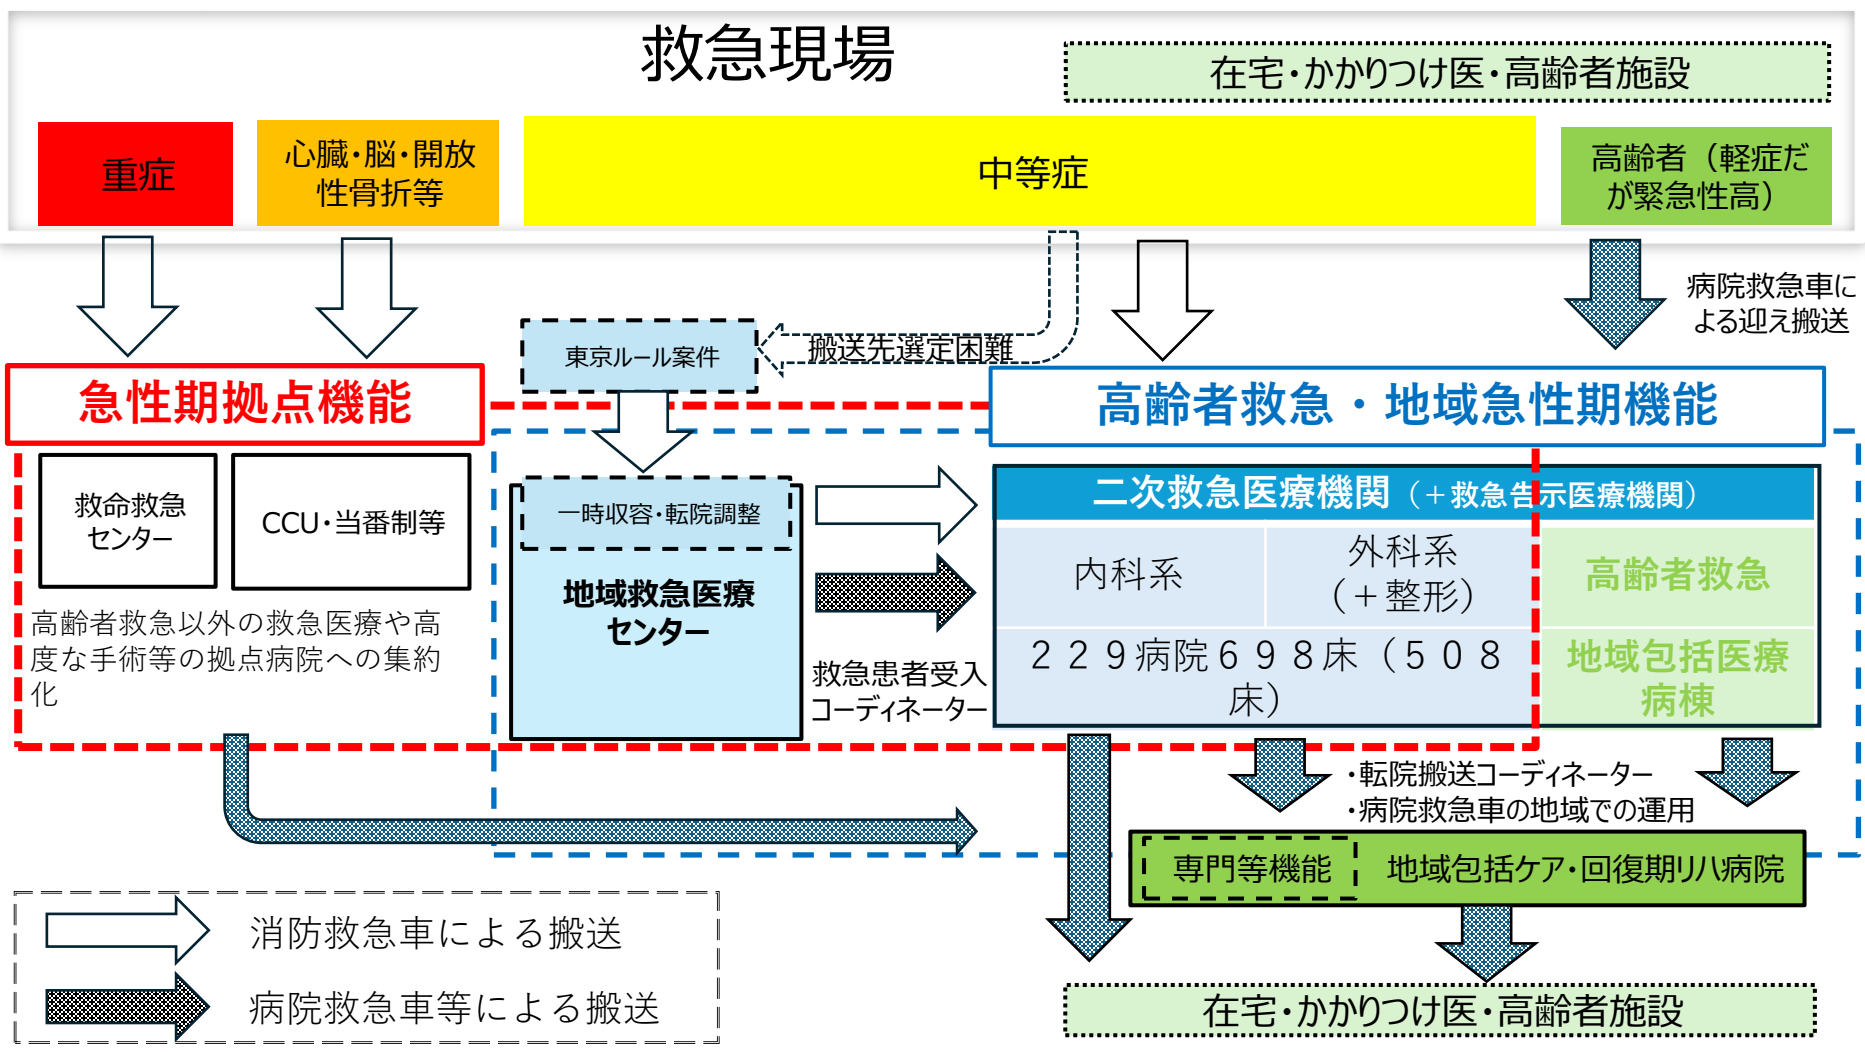 救急現場
在宅・かかりつけ医・高齢者施設
重症
心臓・脳・開放
性骨折等
中等症
高齢者（軽症だ
が緊急性高）
病院救急車に
よる迎え搬送
東京ルール案件
搬送先選定困難
急性期拠点機能
高齢者救急・地域急性期機能
救命救急
センター
CCU・当番制等
高齢者救急以外の救急医療や高
度な手術等の拠点病院への集約
化
一時収容・転院調整
地域救急医療
センター
救急患者受入
コーディネーター
二次救急医療機関（＋救急告示医療機関）
内科系
外科系
（＋整形）
高齢者救急
２２９病院６９８床（５０８
床）
地域包括医療
病棟
・転院搬送コーディネーター
・病院救急車の地域での運用
専門等機能
地域包括ケア・回復期リハ病院
消防救急車による搬送
病院救急車等による搬送
在宅・かかりつけ医・高齢者施設